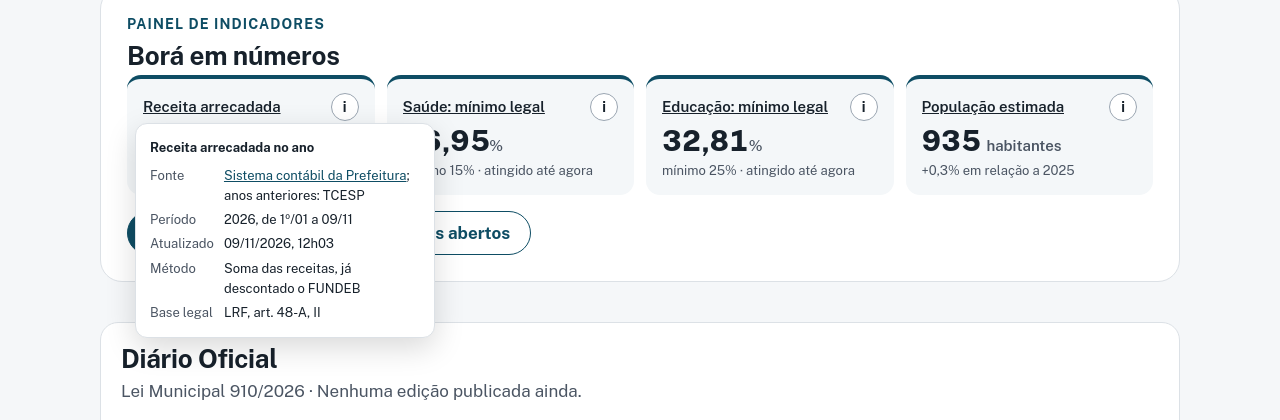 PAINEL DE INDICADORES
Borá em números
Receita arrecadada
i
Saúde: mínimo legal
i
Educação: mínimo legal
i
População estimada
i
6,95%
15% · atingido até agora
32,81%
mínimo 25% · atingido até agora
935 habitantes
+0,3% em relação a 2025
Receita arrecadada no ano
Fonte Sistema contábil da Prefeitura;
anos anteriores: TCESP
Período 2026, de 1º/01 a 09/11
Atualizado 09/11/2026, 12h03
Método Soma das receitas, já
descontado o FUNDEB
Base legal LRF, art. 48-A, II
abertos
Diário Oficial
Lei Municipal 910/2026 · Nenhuma edição publicada ainda.